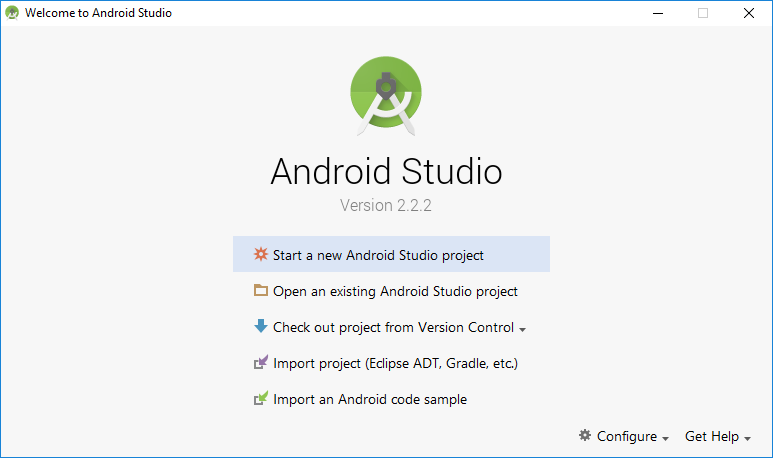 Welcome to Android Studio
Android Studio
Version 2.2.2
Start a new Android Studio project
Open an existing Android Studio project
Check out project from Version Control
Import project (Eclipse ADT, Gradle, etc.)
Import an Android code sample
Configure Get Help